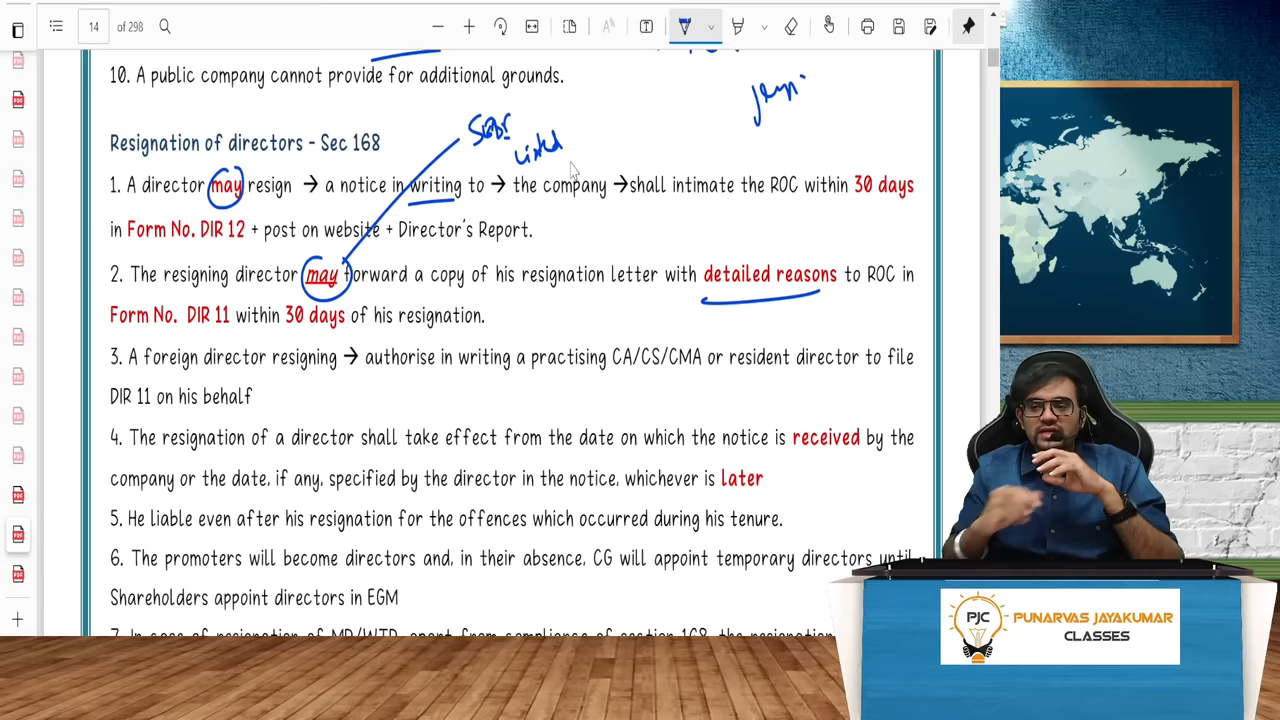 14 of 298
10. A public company cannot provide for additional grounds.
Resignation of directors - Sec 168
SEBI
Listed
1. A director may resign → a notice in writing to → the company →shall intimate the ROC within 30 days
in Form No. DIR 12 + post on website + Director's Report.
2. The resigning director may forward a copy of his resignation letter with detailed reasons to ROC in
Form No. DIR 11 within 30 days of his resignation.
3. A foreign director resigning → authorise in writing a practising CA/CS/CMA or resident director to file
DIR 11 on his behalf
4. The resignation of a director shall take effect from the date on which the notice is received by the
company or the date, if any, specified by the director in the notice, whichever is Later
5. He liable even after his resignation for the offences which occurred during his tenure.
6. The promoters will become directors and, in their absence, CG will appoint temporary directors until
Shareholders appoint directors in EGM
PJC
PUNARVAS JAYAKUMAR
CLASSES